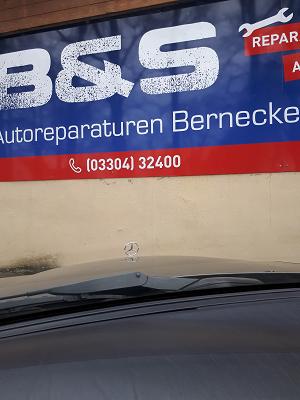 B&S
REPAR
A
Autoreparaturen Bernecke
(03304) 32400